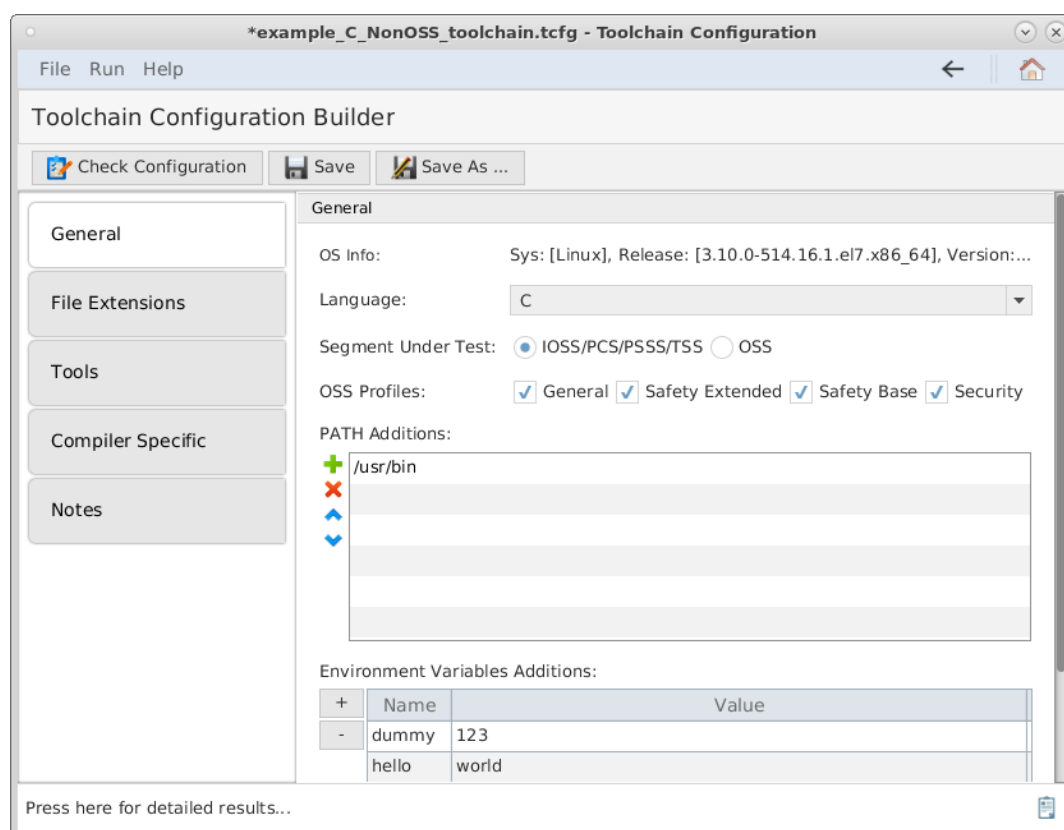 *example_C_NonOSS_toolchain.tcfg - Toolchain Configuration
File Run Help
Toolchain Configuration Builder
Check Configuration Save Save As ...
General
General
OS Info: Sys: [Linux], Release: [3.10.0-514.16.1.el7.x86_64], Version:...
File Extensions
Language: C
Segment Under Test: IOSS/PCS/PSSS/TSS OSS
Tools
OSS Profiles: General Safety Extended Safety Base Security
Compiler Specific
PATH Additions:
/usr/bin
Notes
Environment Variables Additions:
+ Name Value
- dummy 123
hello world
Press here for detailed results...